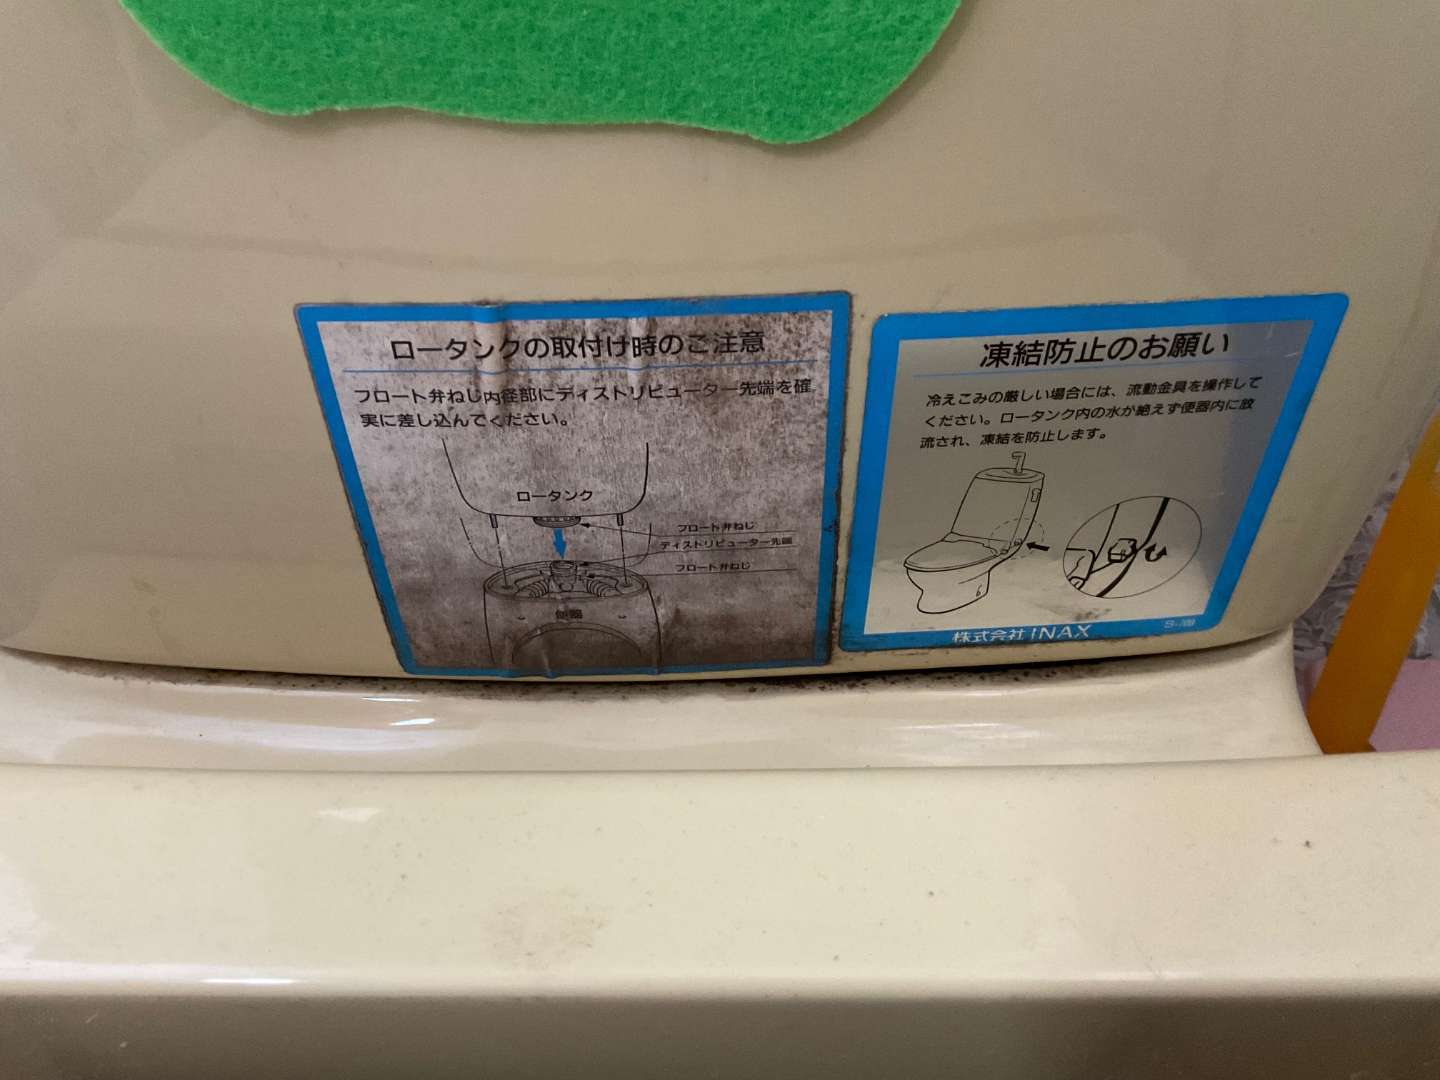 ロータンクの取付け時のご注意
フロート弁ねじ内径部にディストリビューター先端を確
実に差し込んでください。
ロータンク
フロート弁ねじ
ディストリビューター先端
フロート弁ねじ
便器
凍結防止のお願い
冷えこみの厳しい場合には、流動金具を操作して
ください。ロータンク内の水が絶えず便器内に放
流され、凍結を防止します。
株式会社 INAX